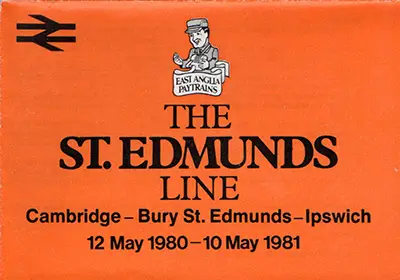 EAST ANGLIA
PAYTRAINS
THE
ST. EDMUNDS
LINE
Cambridge – Bury St. Edmunds – Ipswich
12 May 1980 – 10 May 1981